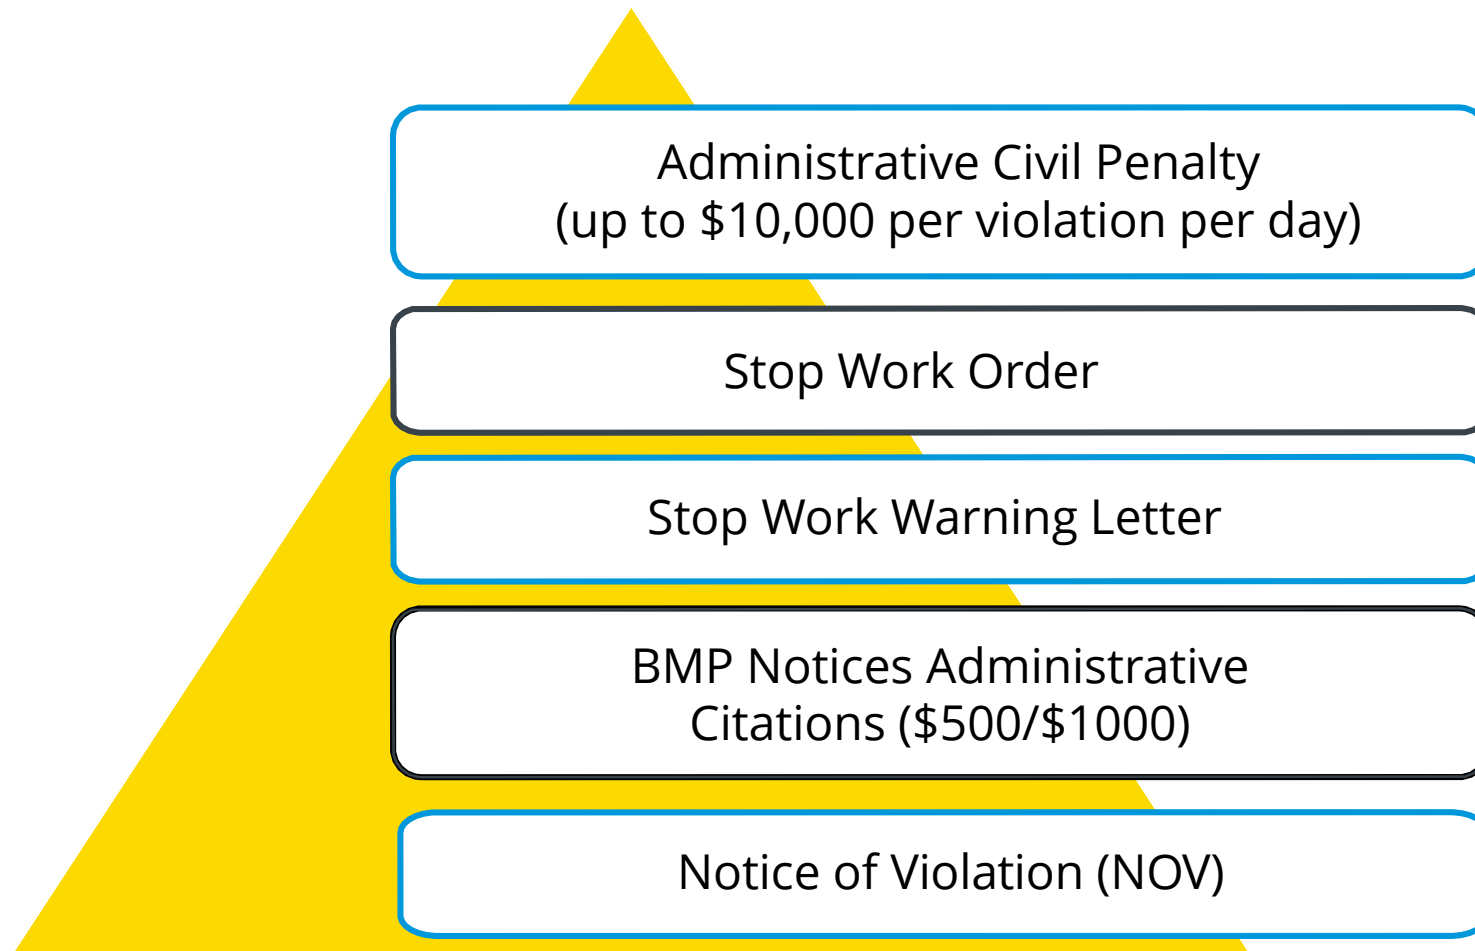 Administrative Civil Penalty
(up to $10,000 per violation per day)
Stop Work Order
Stop Work Warning Letter
BMP Notices Administrative
Citations ($500/$1000)
Notice of Violation (NOV)